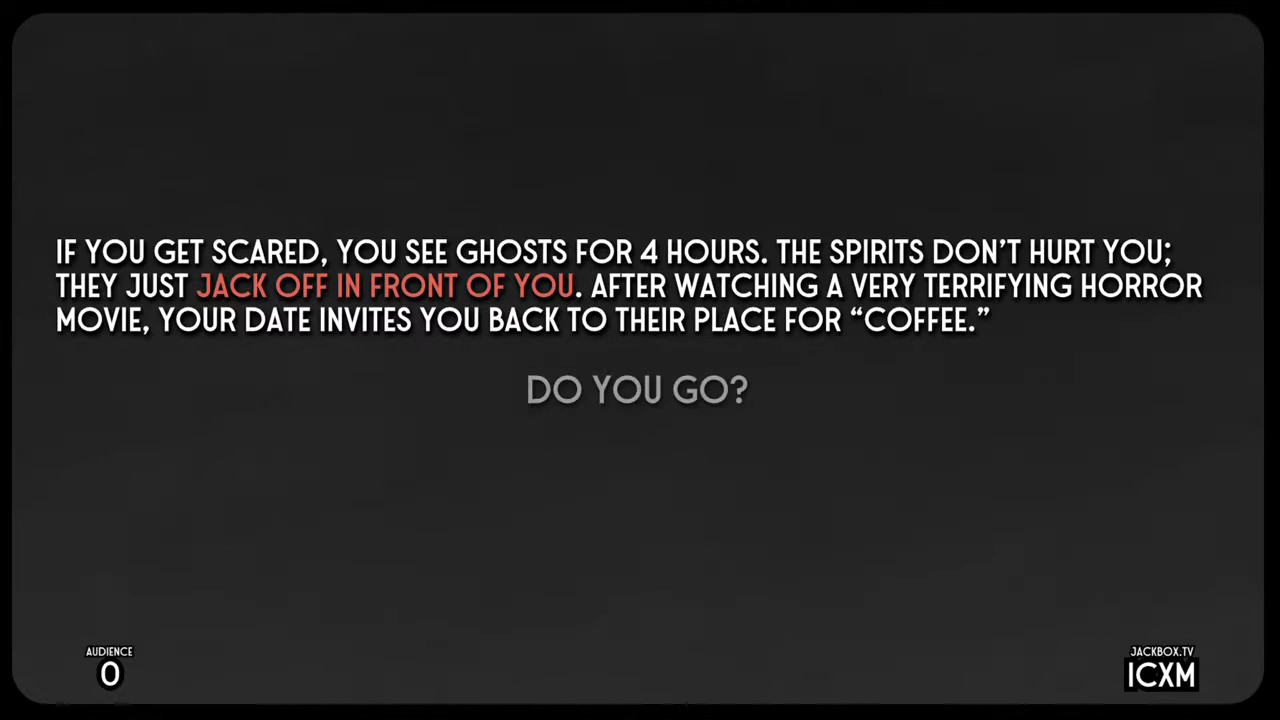 IF YOU GET SCARED, YOU SEE GHOSTS FOR 4 HOURS. THE SPIRITS DON'T HURT YOU;
THEY JUST JACK OFF IN FRONT OF YOU. AFTER WATCHING A VERY TERRIFYING HORROR
MOVIE, YOUR DATE INVITES YOU BACK TO THEIR PLACE FOR “COFFEE.”
DO YOU GO?
AUDIENCE
0
JACKBOX.TV
ICXM